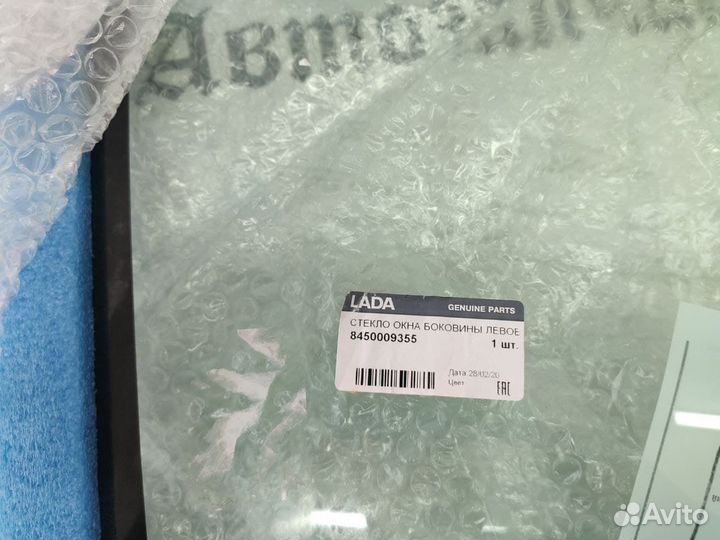 LADA GENUINE PARTS
СТЕКЛО ОКНА БОКОВИНЫ ЛЕВОЕ
8450009355 1 шт.
Дата: 28/02/20
Цвет
EAC
Avito